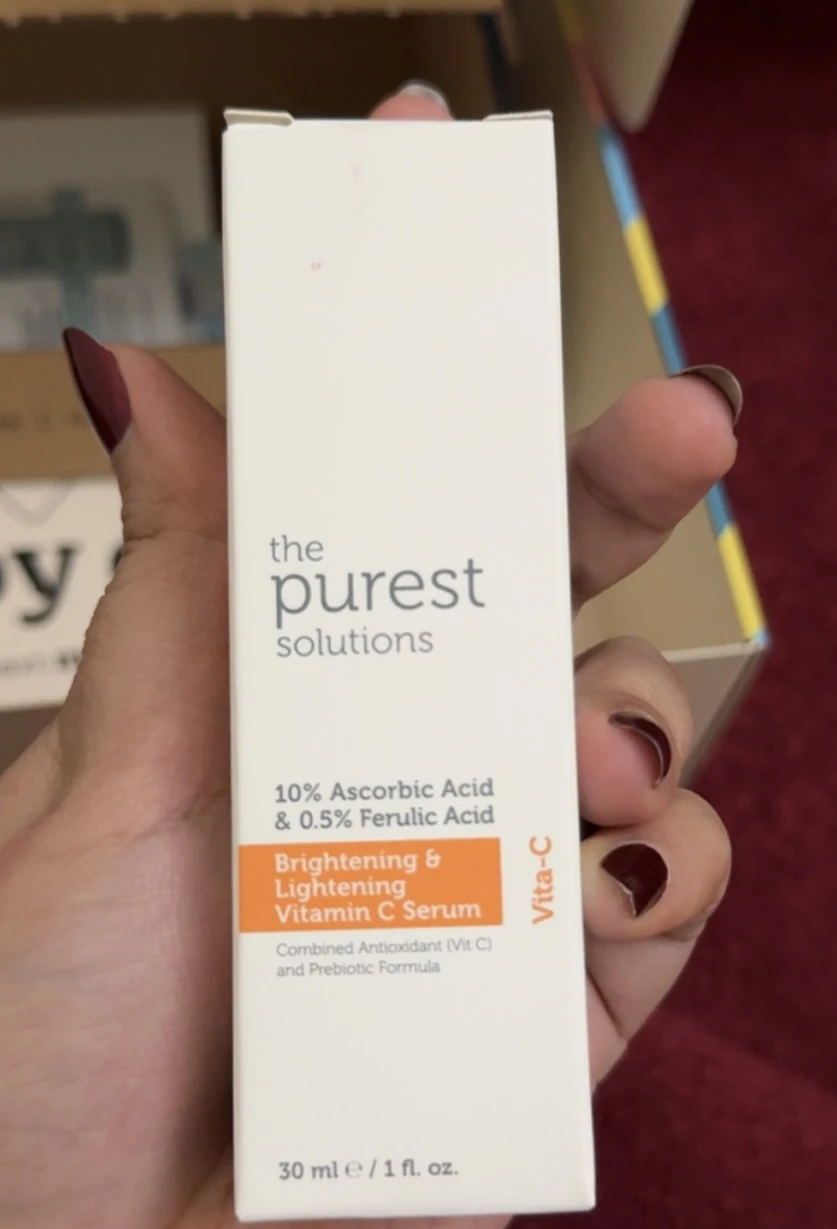 the
purest
solutions
10% Ascorbic Acid
& 0.5% Ferulic Acid
Brightening &
Lightening
Vitamin C Serum
Vita-C
Combined Antioxidant (Vit C)
and Prebiotic Formula
30 ml ℮ / 1 fl. oz.